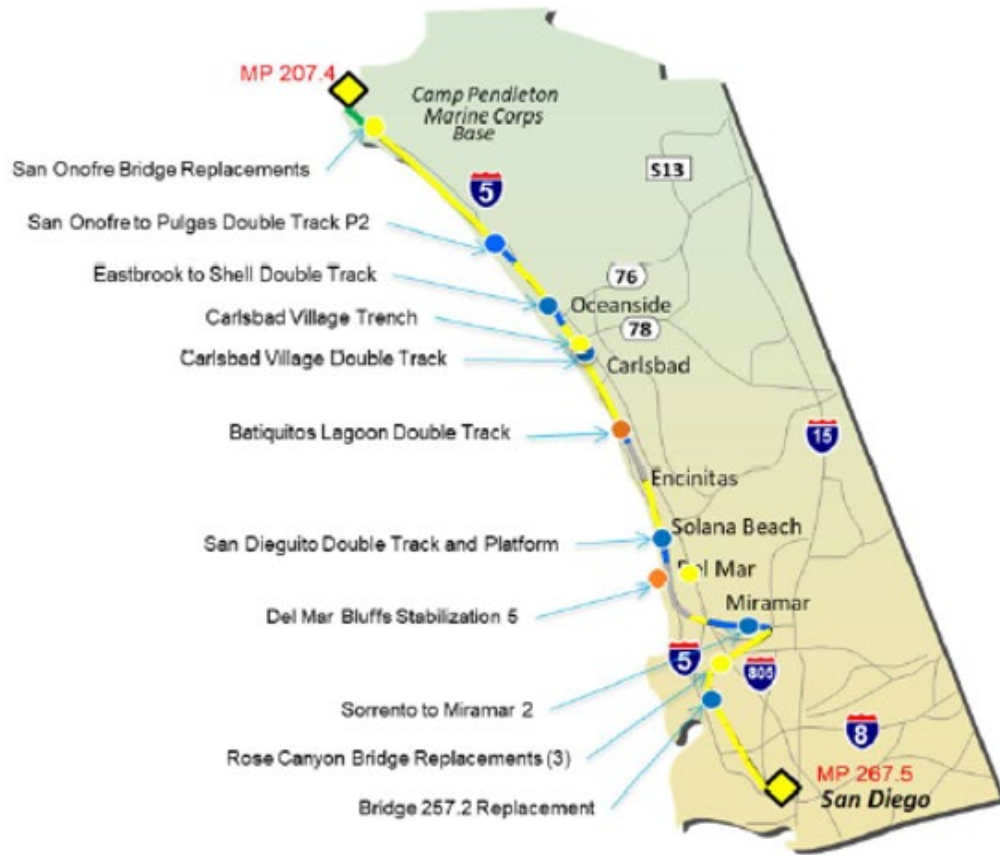 MP 207.4
Camp Pendleton
Marine Corps
Base
San Onofre Bridge Replacements
S13
5
San Onofre to Pulgas Double Track P2
Eastbrook to Shell Double Track
76
Oceanside
Carlsbad Village Trench
78
Carlsbad Village Double Track
Carlsbad
Batiquitos Lagoon Double Track
15
Encinitas
Solana Beach
San Dieguito Double Track and Platform
Del Mar
Miramar
Del Mar Bluffs Stabilization 5
5
805
Sorrento to Miramar 2
8
Rose Canyon Bridge Replacements (3)
MP 267.5
San Diego
Bridge 257.2 Replacement